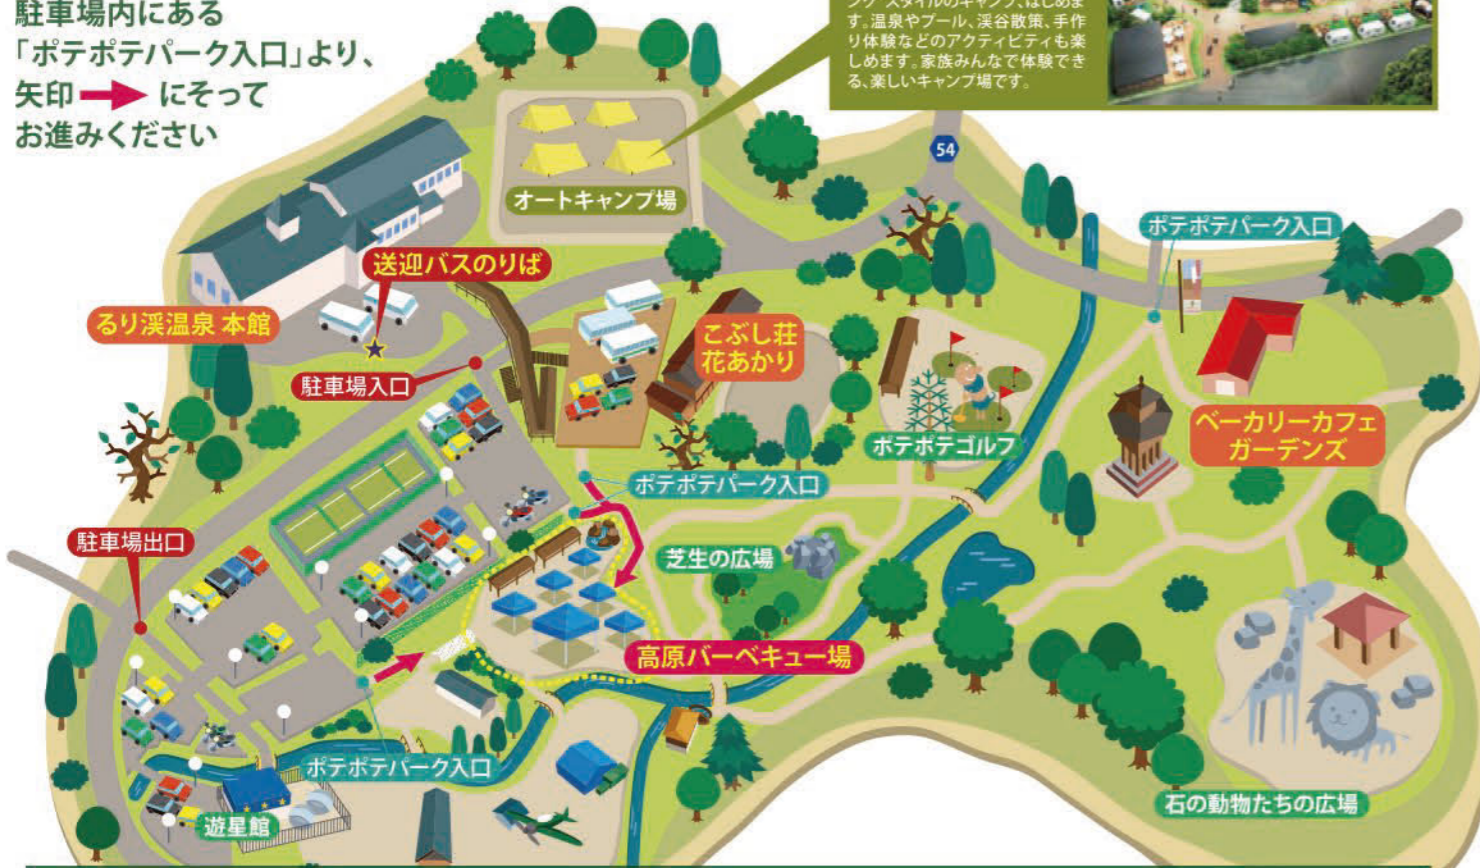 駐車場内にある
「ポテポテパーク入口」より、
矢印 にそって
お進みください
す。温泉やプール、渓谷散策、手作
り体験などのアクティビティも楽
しめます。家族みんなで体験でき
る、楽しいキャンプ場です。
54
オートキャンプ場
ポテポテパーク入口
送迎バスのりば
るり渓温泉 本館
こぶし荘
花あかり
駐車場入口
ベーカリーカフェ
ガーデンズ
ポテポテゴルフ
ポテポテパーク入口
駐車場出口
芝生の広場
高原バーベキュー場
ポテポテパーク入口
石の動物たちの広場
遊星館